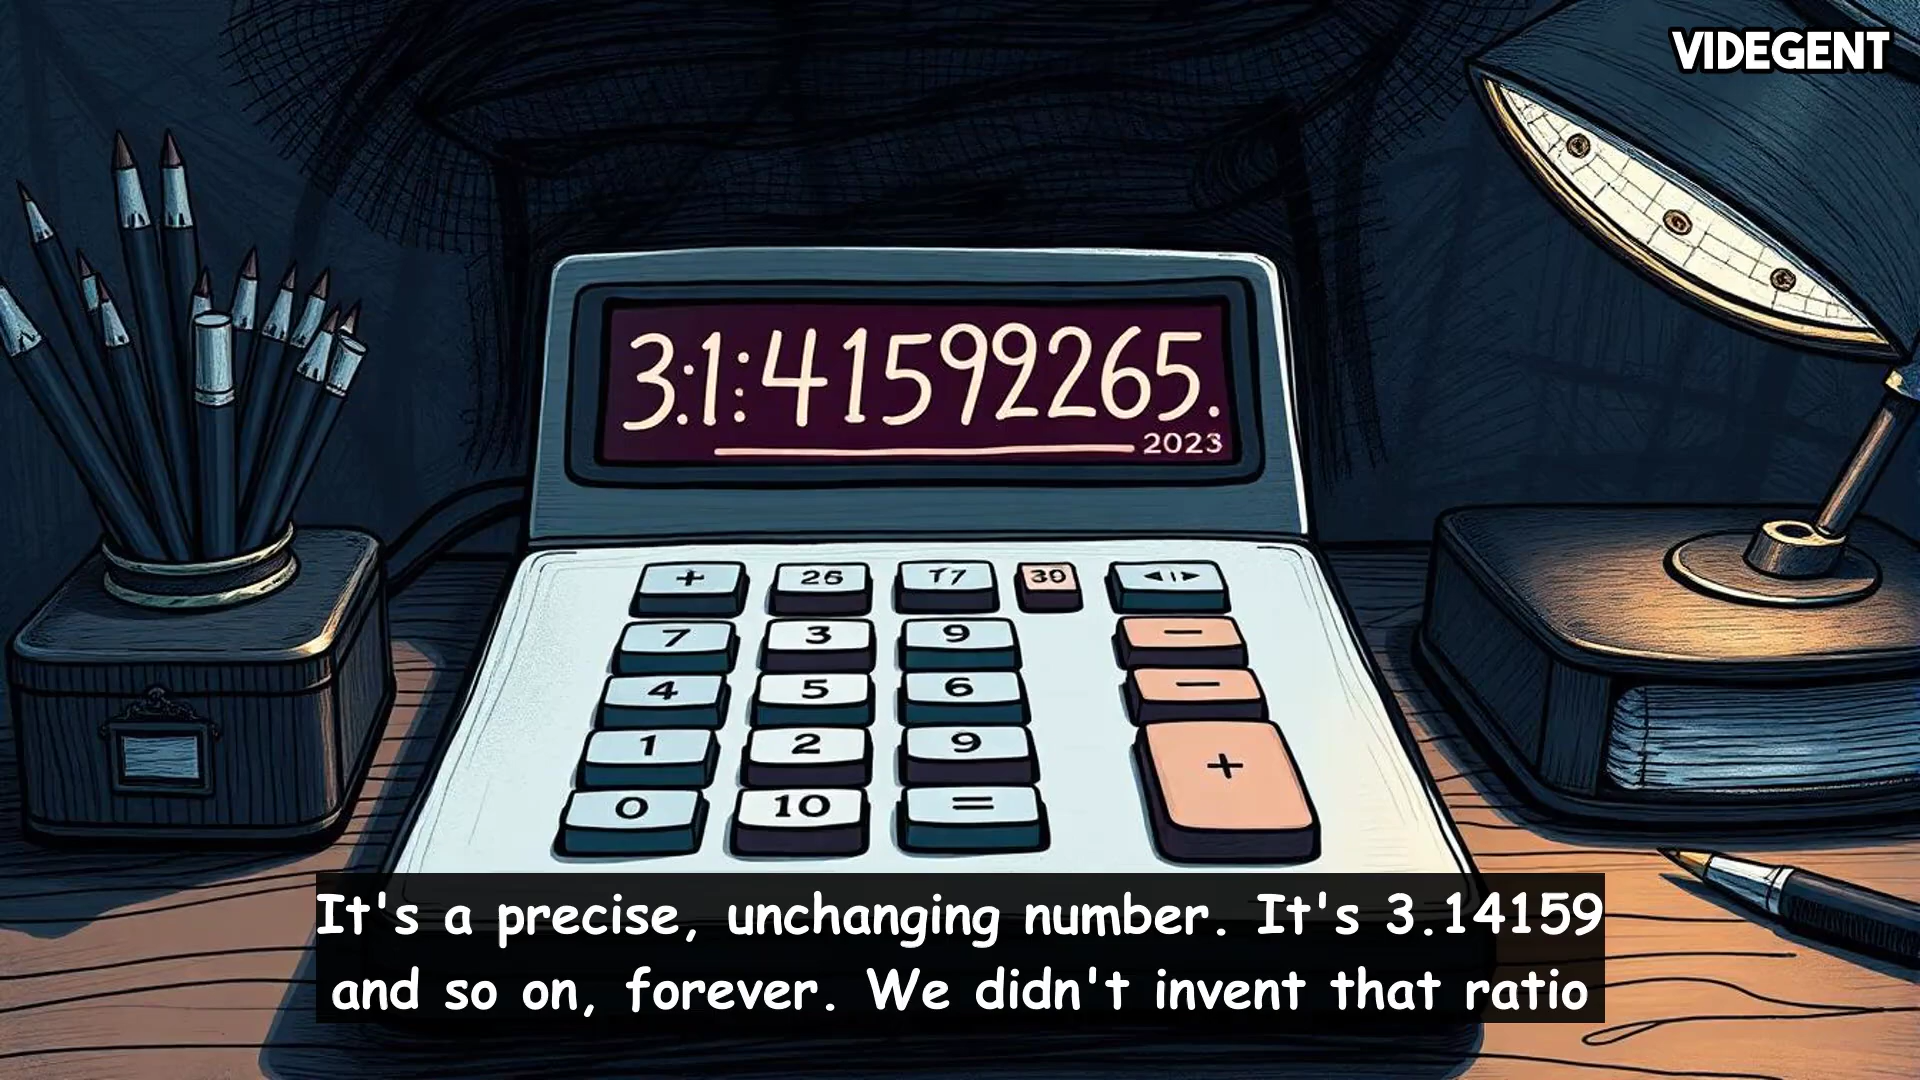 VIDEGENT
3.:1:41592265.
2023
+ 26 17 30 ◄I►
7 3 9 −
4 5 6 −
1 2 9 +
0 10 =
It's a precise, unchanging number. It's 3.14159
and so on, forever. We didn't invent that ratio